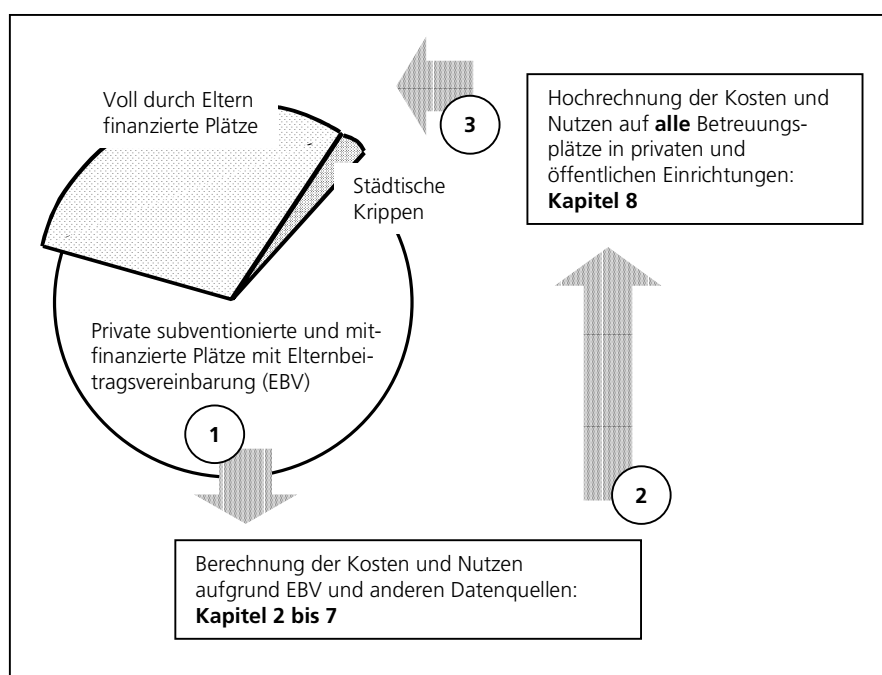 Voll durch Eltern
finanzierte Plätze
3
Hochrechnung der Kosten und
Nutzen auf alle Betreuungs-
plätze in privaten und
öffentlichen Einrichtungen:
Kapitel 8
Städtische
Krippen
Private subventionierte und mit-
finanzierte Plätze mit Elternbei-
tragsvereinbarung (EBV)
1
2
Berechnung der Kosten und Nutzen
aufgrund EBV und anderen Datenquellen:
Kapitel 2 bis 7